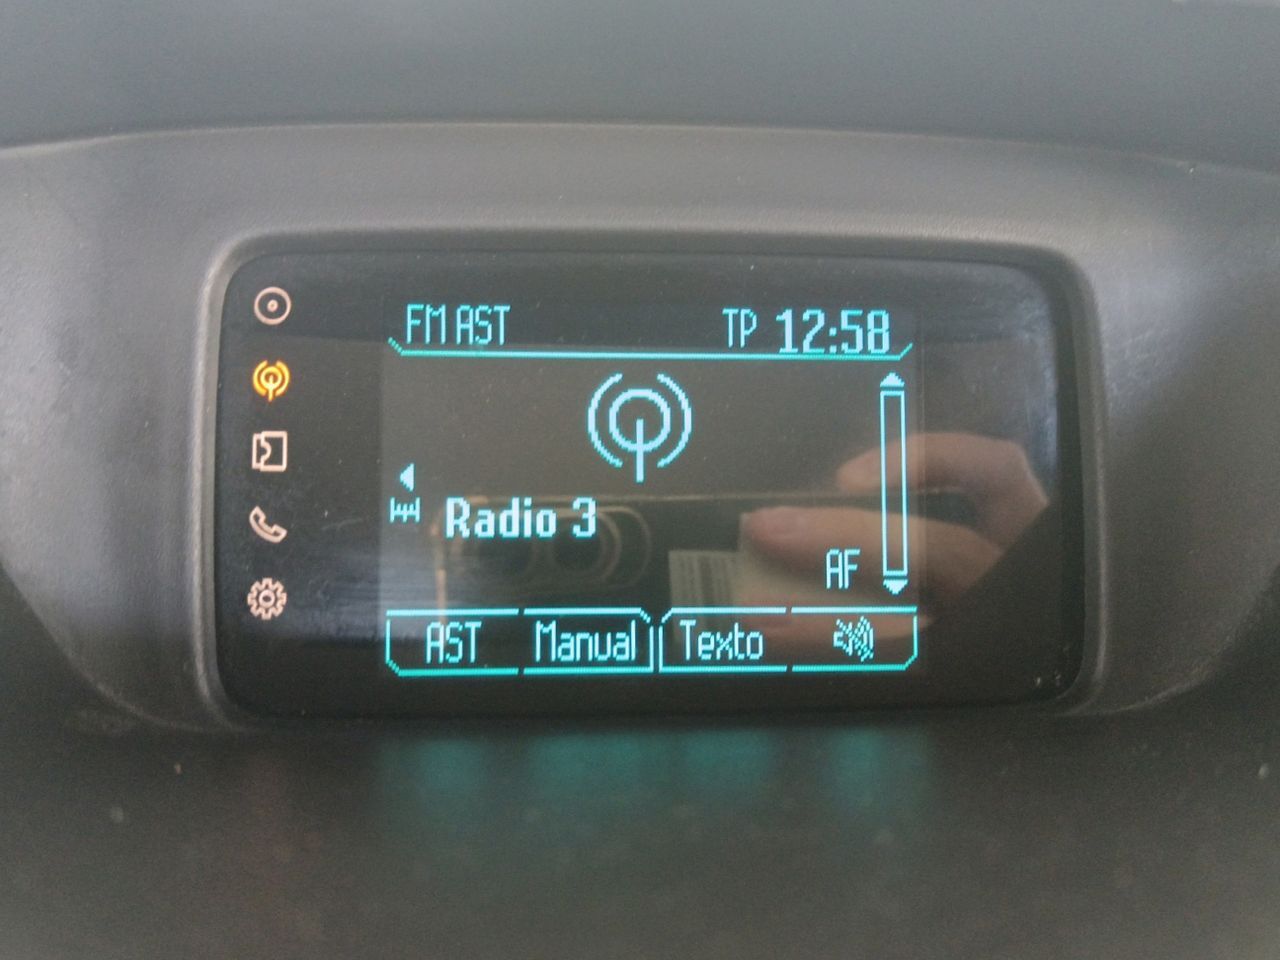 FM AST TP 12:58
Radio 3
AF
AST Manual Texto